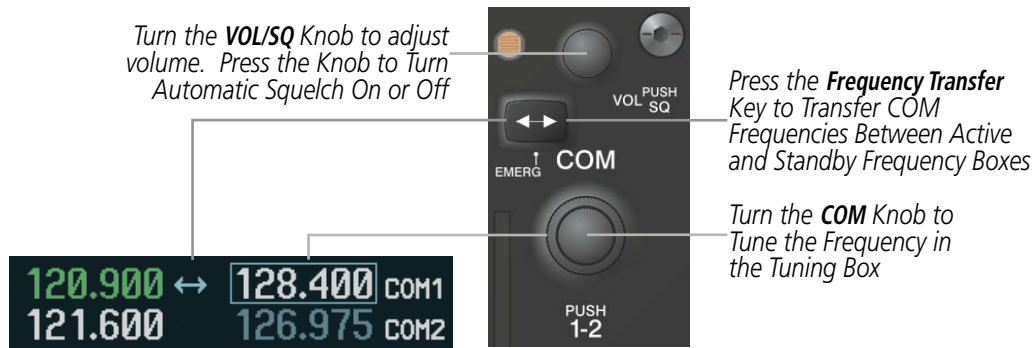 Turn the VOL/SQ Knob to adjust
volume.  Press the Knob to Turn
Automatic Squelch On or Off
VOL PUSH SQ
EMERG
COM
PUSH
1-2
Press the Frequency Transfer
Key to Transfer COM
Frequencies Between Active
and Standby Frequency Boxes
Turn the COM Knob to
Tune the Frequency in
the Tuning Box
120.900 ↔ 128.400 COM1
121.600 126.975 COM2